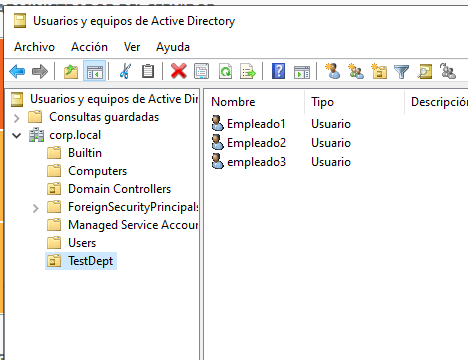 Usuarios y equipos de Active Directory
Archivo Acción Ver Ayuda
Usuarios y equipos de Active Dir
Consultas guardadas
corp.local
Builtin
Computers
Domain Controllers
ForeignSecurityPrincipals
Managed Service Accour
Users
TestDept
Nombre Tipo Descripción
Empleado1 Usuario
Empleado2 Usuario
empleado3 Usuario